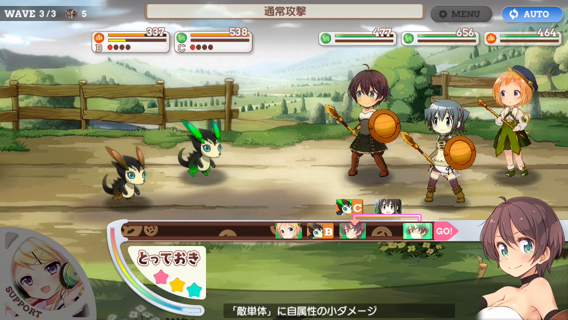 WAVE 3/3 5
通常攻撃
MENU
AUTO
337
B
538
C
477
656
464
C
B
GO!
とっておき
SUPPORT
「敵単体」に自属性の小ダメージ